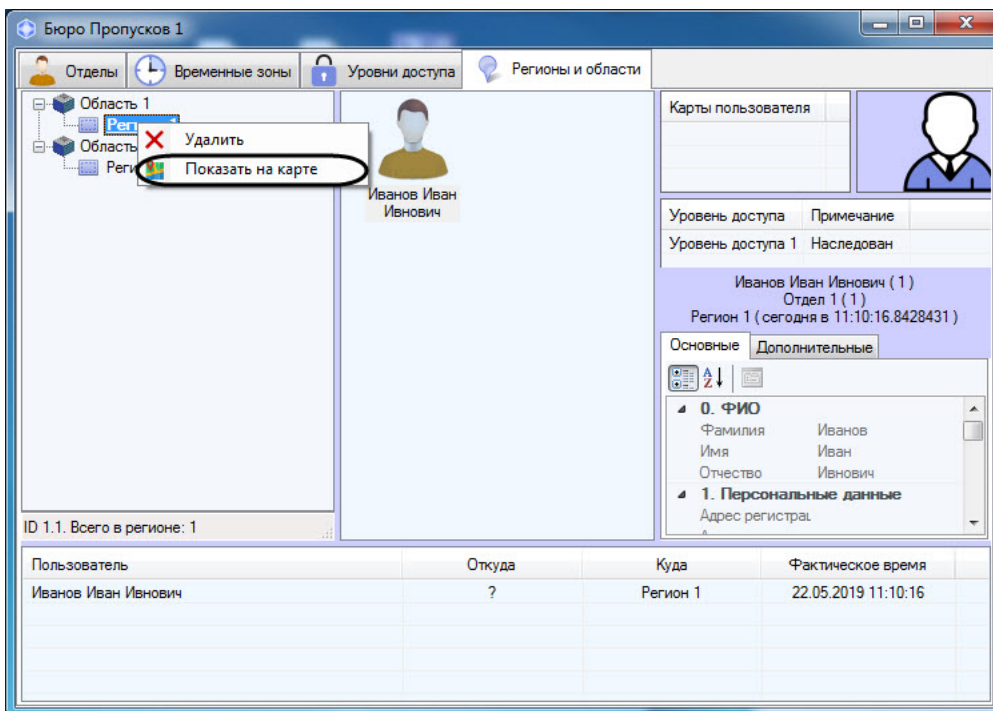 Бюро Пропусков 1
Отделы Временные зоны Уровни доступа Регионы и области
Область 1
Удалить
Показать на карте
Иванов Иван
Ивнович
ID 1.1. Всего в регионе: 1
Карты пользователя
Уровень доступа Примечание
Уровень доступа 1 Наследован
Иванов Иван Ивнович ( 1 )
Отдел 1 ( 1 )
Регион 1 ( сегодня в 11:10:16.8428431 )
Основные Дополнительные
0. ФИО
Фамилия Иванов
Имя Иван
Отчество Ивнович
1. Персональные данные
Адрес регистрац
Пользователь Откуда Куда Фактическое время
Иванов Иван Ивнович ? Регион 1 22.05.2019 11:10:16